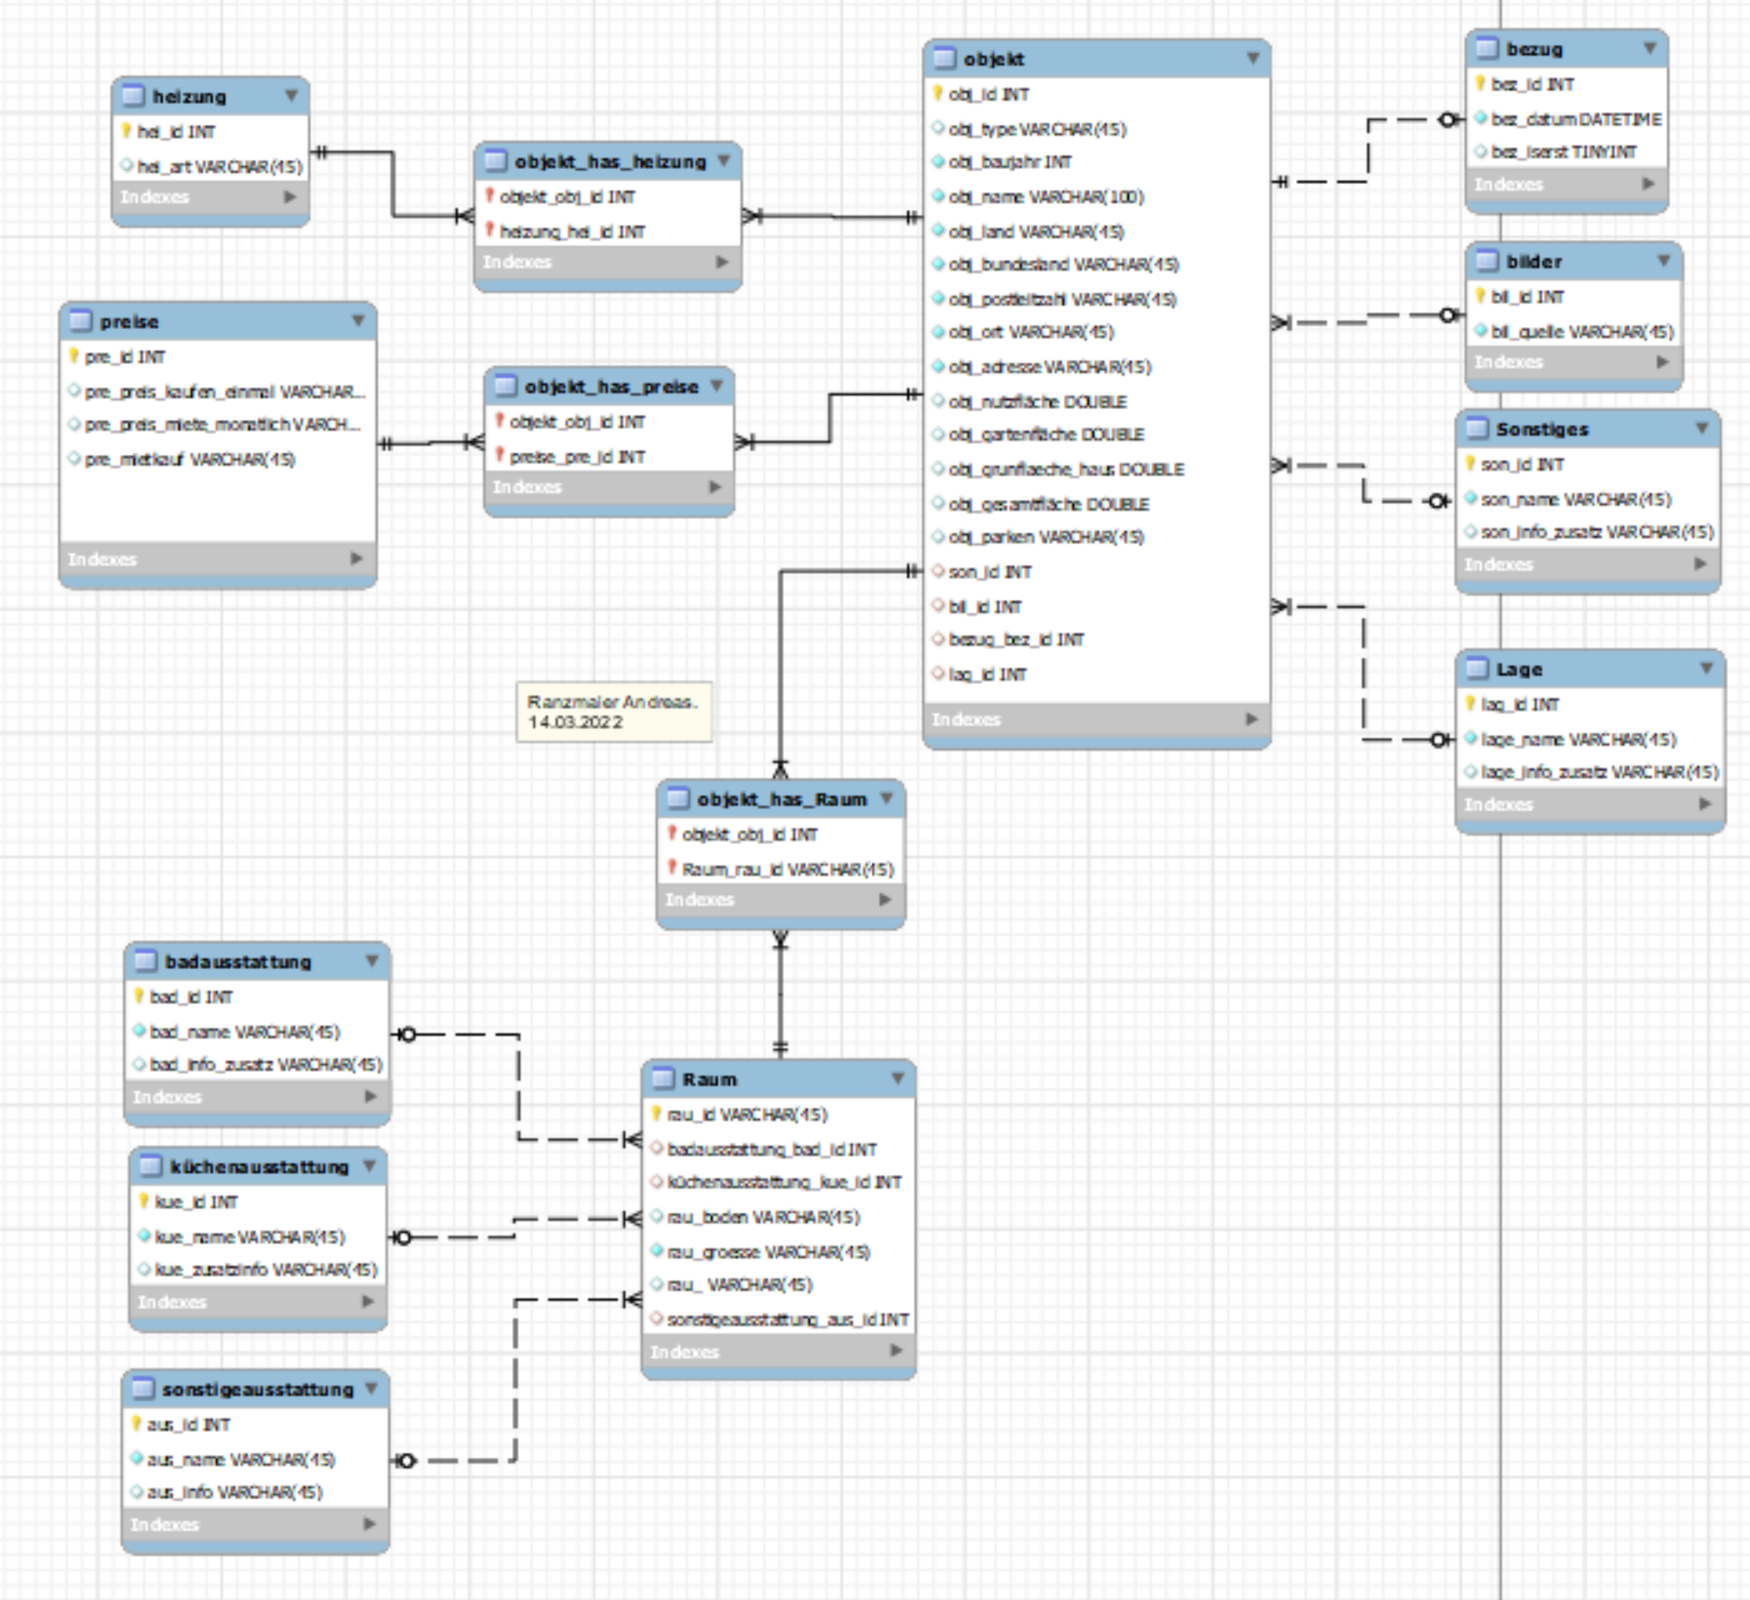 heizung
hei_id INT
hei_art VARCHAR(45)
Indexes
objekt_has_heizung
objekt_obj_id INT
heizung_hei_id INT
Indexes
preise
pre_id INT
pre_preis_kaufen_einmal VARCHAR...
pre_preis_miete_monatlich VARCH...
pre_mietkauf VARCHAR(45)
Indexes
objekt_has_preise
objekt_obj_id INT
preise_pre_id INT
Indexes
objekt
obj_id INT
obj_type VARCHAR(45)
obj_baujahr INT
obj_name VARCHAR(100)
obj_land VARCHAR(45)
obj_bundesland VARCHAR(45)
obj_postleitzahl VARCHAR(45)
obj_ort VARCHAR(45)
obj_adresse VARCHAR(45)
obj_nutzfläche DOUBLE
obj_gartenfläche DOUBLE
obj_grunflaeche_haus DOUBLE
obj_gesamtfläche DOUBLE
obj_parken VARCHAR(45)
son_id INT
bil_id INT
bezug_bez_id INT
lag_id INT
Indexes
bezug
bez_id INT
bez_datum DATETIME
bez_iserst TINYINT
Indexes
bilder
bil_id INT
bil_quelle VARCHAR(45)
Indexes
Sonstiges
son_id INT
son_name VARCHAR(45)
son_info_zusatz VARCHAR(45)
Indexes
Lage
lag_id INT
lage_name VARCHAR(45)
lage_info_zusatz VARCHAR(45)
Indexes
Ranzmaier Andreas.
14.03.2022
objekt_has_Raum
objekt_obj_id INT
Raum_rau_id VARCHAR(45)
Indexes
badausstattung
bad_id INT
bad_name VARCHAR(45)
bad_info_zusatz VARCHAR(45)
Indexes
küchenausstattung
kue_id INT
kue_name VARCHAR(45)
kue_zusatzinfo VARCHAR(45)
Indexes
sonstigeausstattung
aus_id INT
aus_name VARCHAR(45)
aus_info VARCHAR(45)
Indexes
Raum
rau_id VARCHAR(45)
badausstattung_bad_id INT
küchenausstattung_kue_id INT
rau_boden VARCHAR(45)
rau_groesse VARCHAR(45)
rau_ VARCHAR(45)
sonstigeausstattung_aus_id INT
Indexes